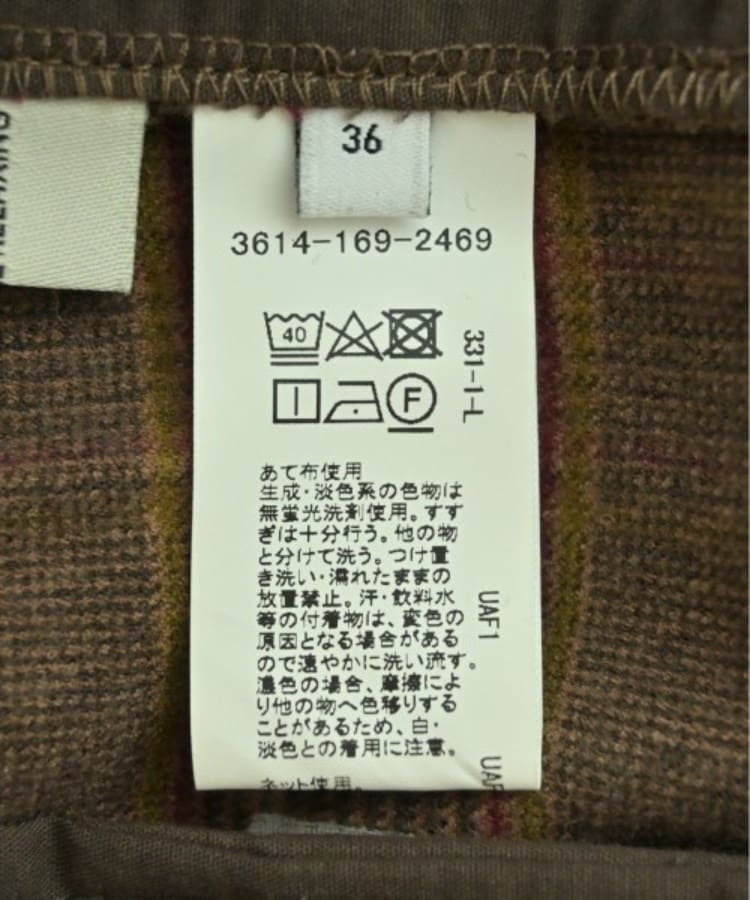 36
3614-169-2469
40
331-1-L
F
あて布使用
生成・淡色系の色物は
無蛍光洗剤使用。すす
ぎは十分行う。他の物
と分けて洗う。つけ置
き洗い・濡れたままの
放置禁止。汗・飲料水
等の付着物は、変色の
原因となる場合がある
ので速やかに洗い流す。
濃色の場合、摩擦によ
り他の物へ色移りする
ことがあるため、白・
淡色との着用に注意。
ネット使用。
UAF1